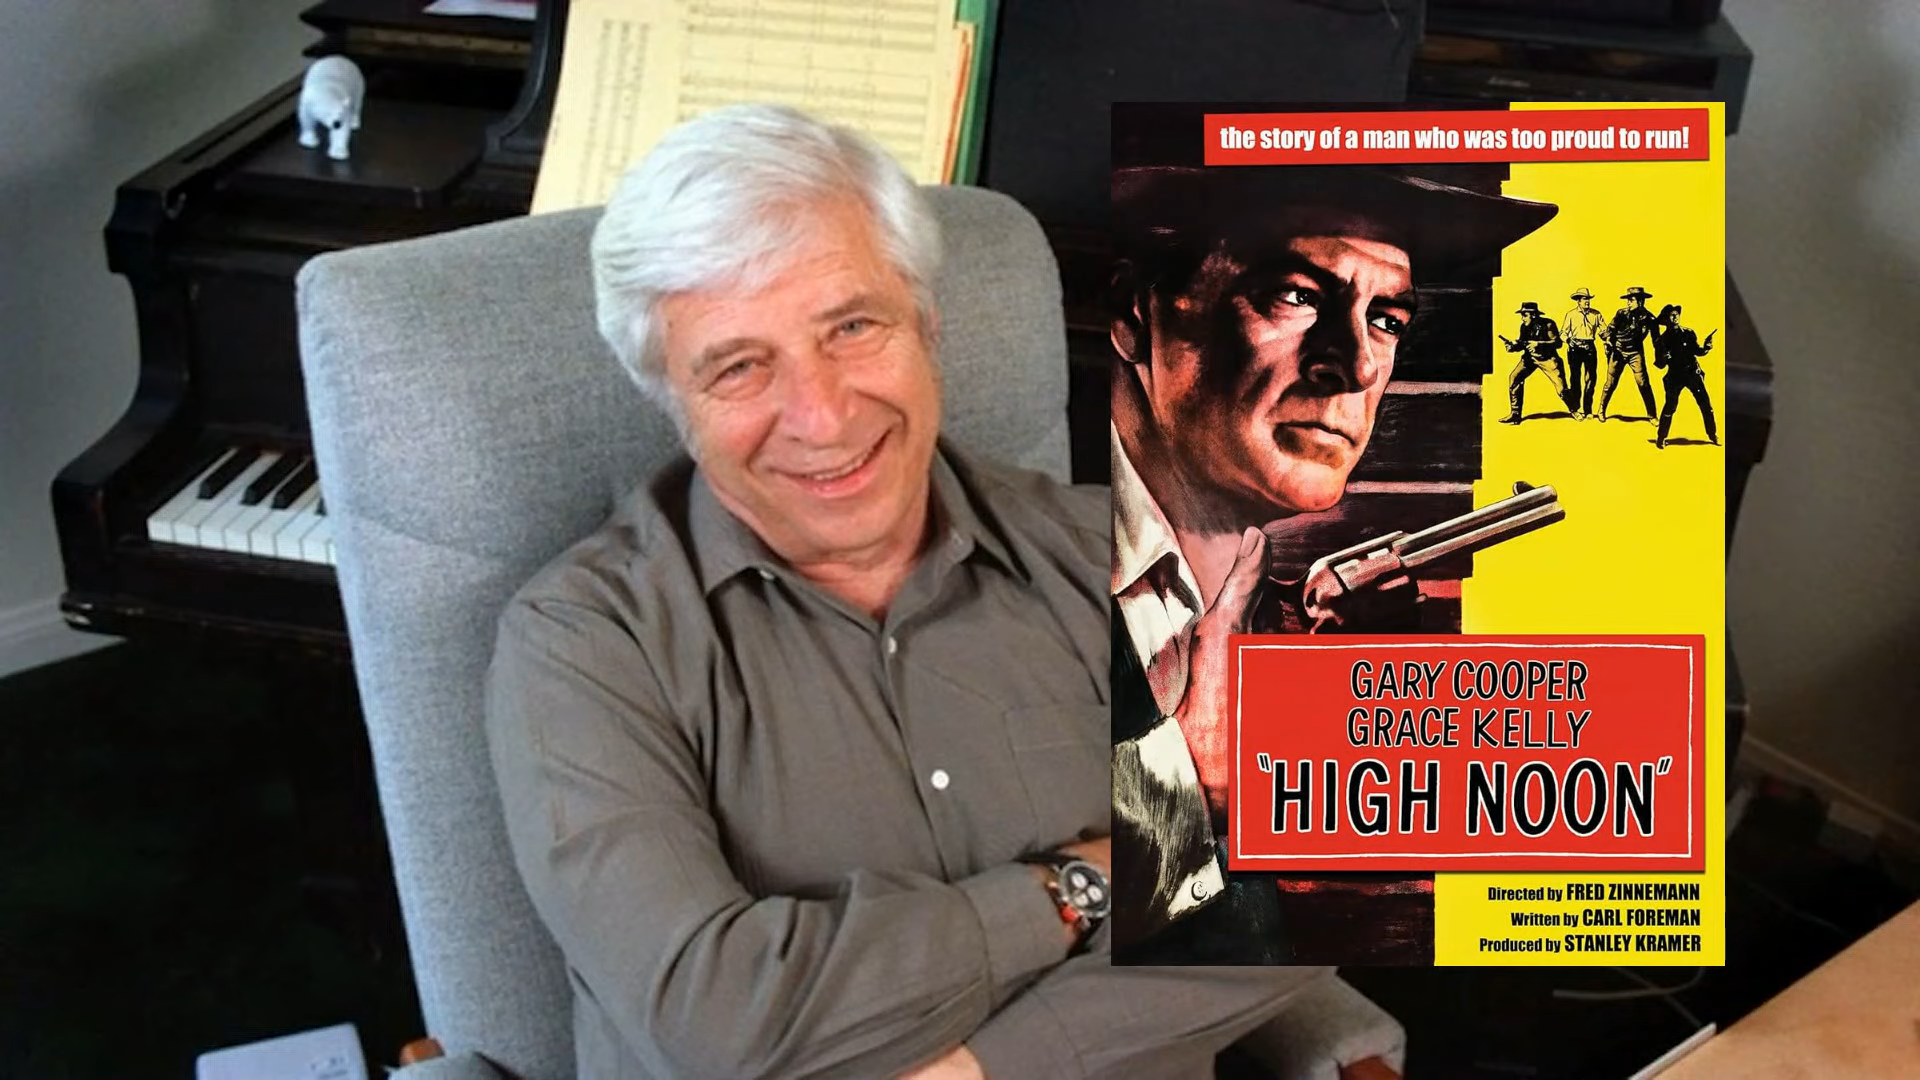 the story of a man who was too proud to run!
GARY COOPER
GRACE KELLY
"HIGH NOON"
Directed by FRED ZINNEMANN
Written by CARL FOREMAN
Produced by STANLEY KRAMER